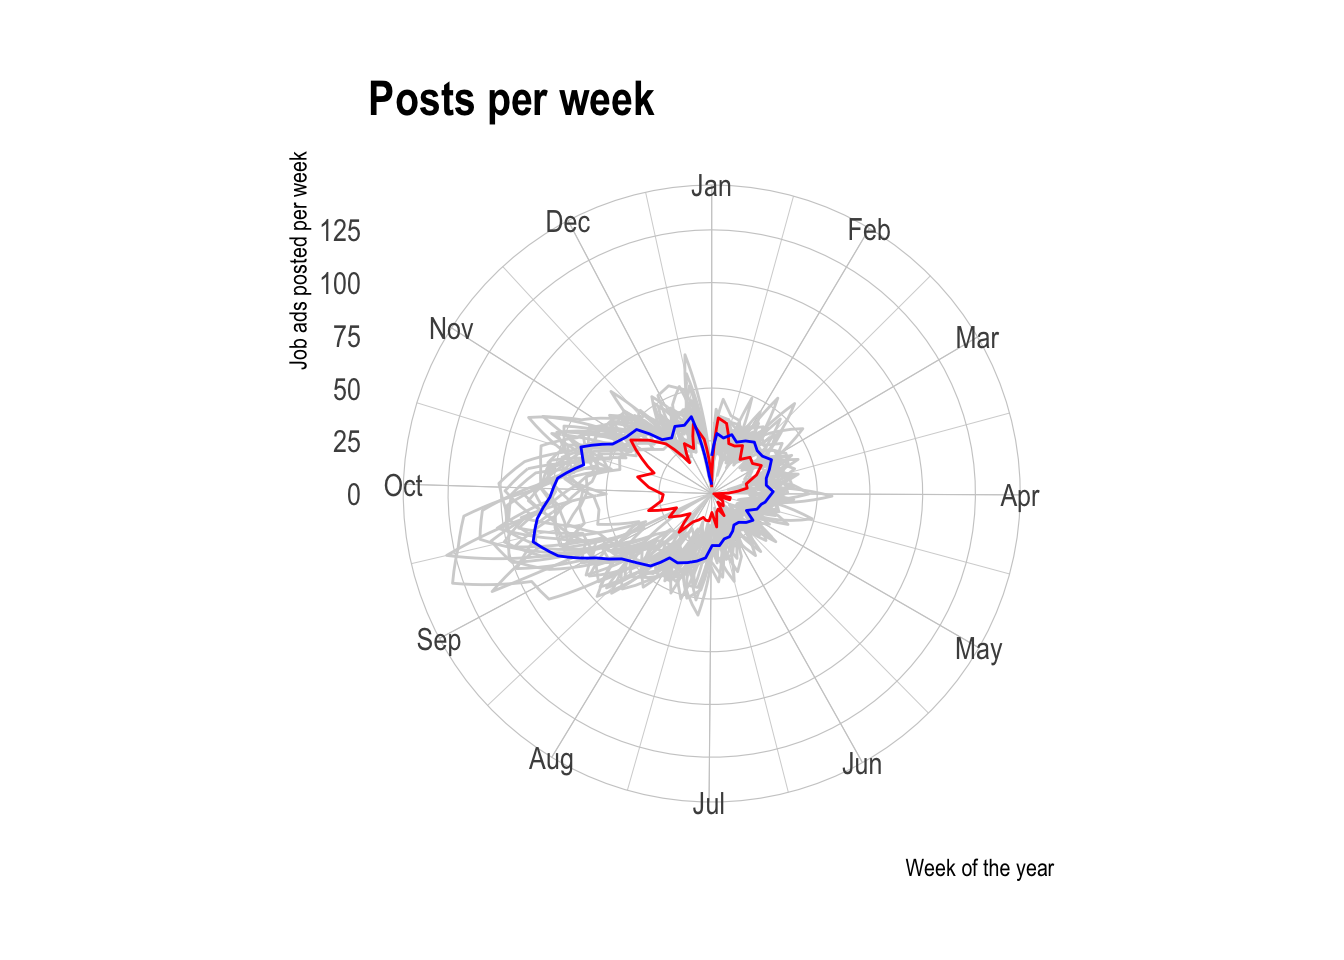 Posts per week
Job ads posted per week
125
100
75
50
25
0
Jan
Feb
Mar
Apr
May
Jun
Jul
Aug
Sep
Oct
Nov
Dec
Week of the year